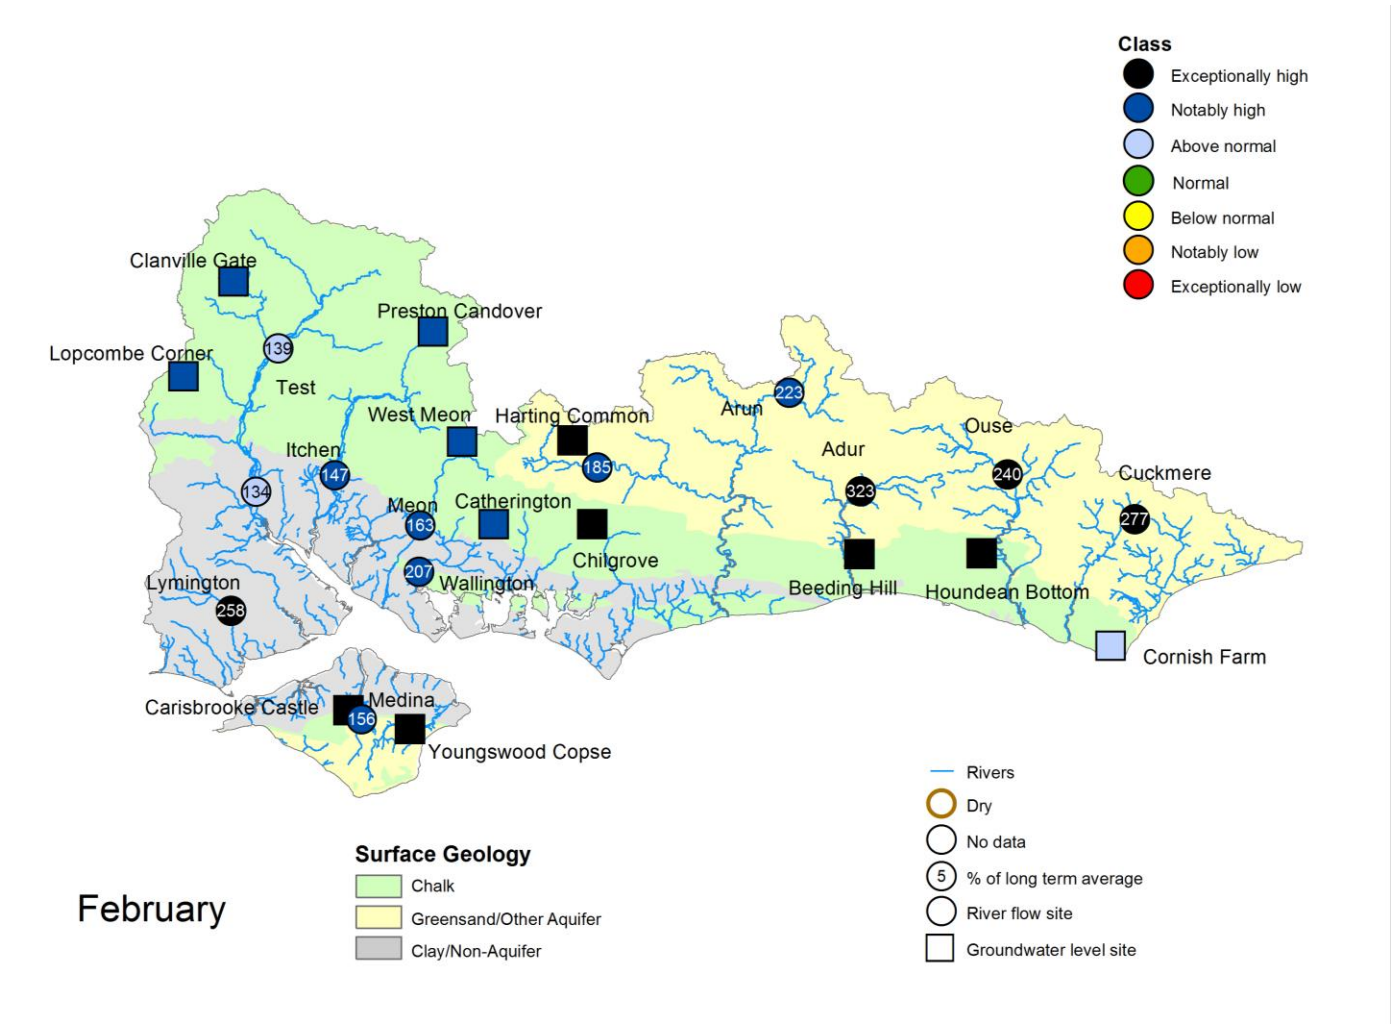 Class
Exceptionally high
Notably high
Above normal
Normal
Below normal
Notably low
Exceptionally low
Clanville Gate
Preston Candover
Lopcombe Corner
139
Test
West Meon
Harting Common
Arun
223
Ouse
Adur
Itchen
147
185
240
Cuckmere
134
323
Meon
Catherington
163
277
Chilgrove
207
Wallington
Lymington
Beeding Hill
Houndean Bottom
258
Cornish Farm
Carisbrooke Castle
Medina
156
Youngswood Copse
Rivers
Dry
No data
5 % of long term average
River flow site
Groundwater level site
Surface Geology
Chalk
Greensand/Other Aquifer
Clay/Non-Aquifer
February